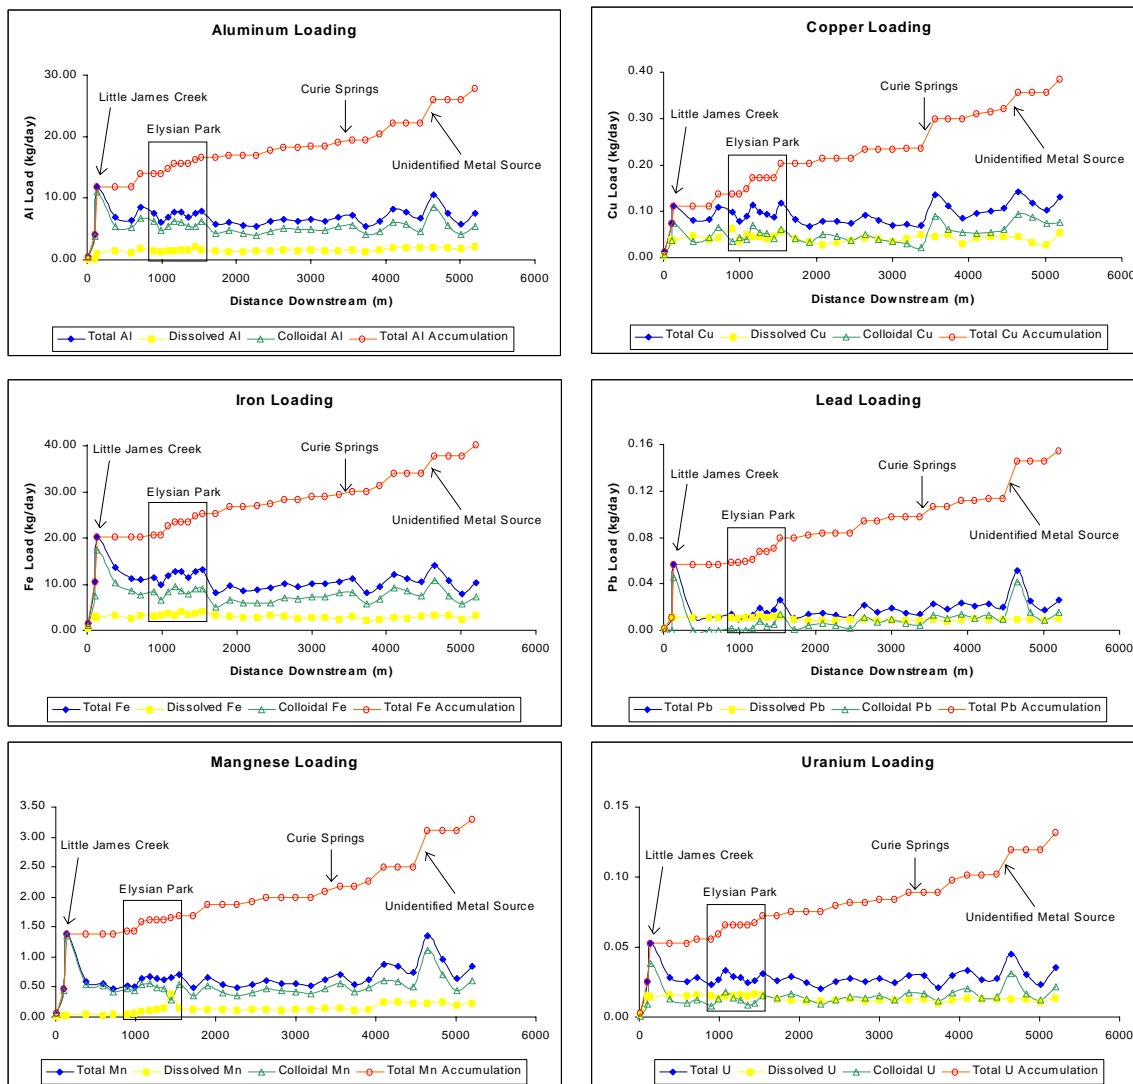 Aluminum Loading
30.00
20.00
10.00
0.00
Al Load (kg/day)
Little James Creek
Elysian Park
Curie Springs
Unidentified Metal Source
0 1000 2000 3000 4000 5000 6000
Distance Downstream (m)
Total Al Dissolved Al Colloidal Al Total Al Accumulation
Copper Loading
0.40
0.30
0.20
0.10
0.00
Cu Load (kg/day)
Little James Creek
Elysian Park
Curie Springs
Unidentified Metal Source
0 1000 2000 3000 4000 5000 6000
Distance Downstream (m)
Total Cu Dissolved Cu Colloidal Cu Total Cu Accumulation
Iron Loading
40.00
30.00
20.00
10.00
0.00
Fe Load (kg/day)
Little James Creek
Elysian Park
Curie Springs
Unidentified Metal Source
0 1000 2000 3000 4000 5000 6000
Distance Downstream (m)
Total Fe Dissolved Fe Colloidal Fe Total Fe Accumulation
Lead Loading
0.16
0.12
0.08
0.04
0.00
Pb Load (kg/day)
Little James Creek
Elysian Park
Curie Springs
Unidentified Metal Source
0 1000 2000 3000 4000 5000 6000
Distance Downstream (m)
Total Pb Dissolved Pb Colloidal Pb Total Pb Accumulation
Mangnese Loading
3.50
3.00
2.50
2.00
1.50
1.00
0.50
0.00
Little James Creek
Elysian Park
Curie Springs
Unidentified Metal Source
0 1000 2000 3000 4000 5000 6000
Total Mn Dissolved Mn Colloidal Mn Total Mn Accumulation
Uranium Loading
0.15
0.10
0.05
0.00
Little James Creek
Elysian Park
Curie Springs
Unidentified Metal Source
0 1000 2000 3000 4000 5000 6000
Total U Dissolved U Colloidal U Total U Accumulation